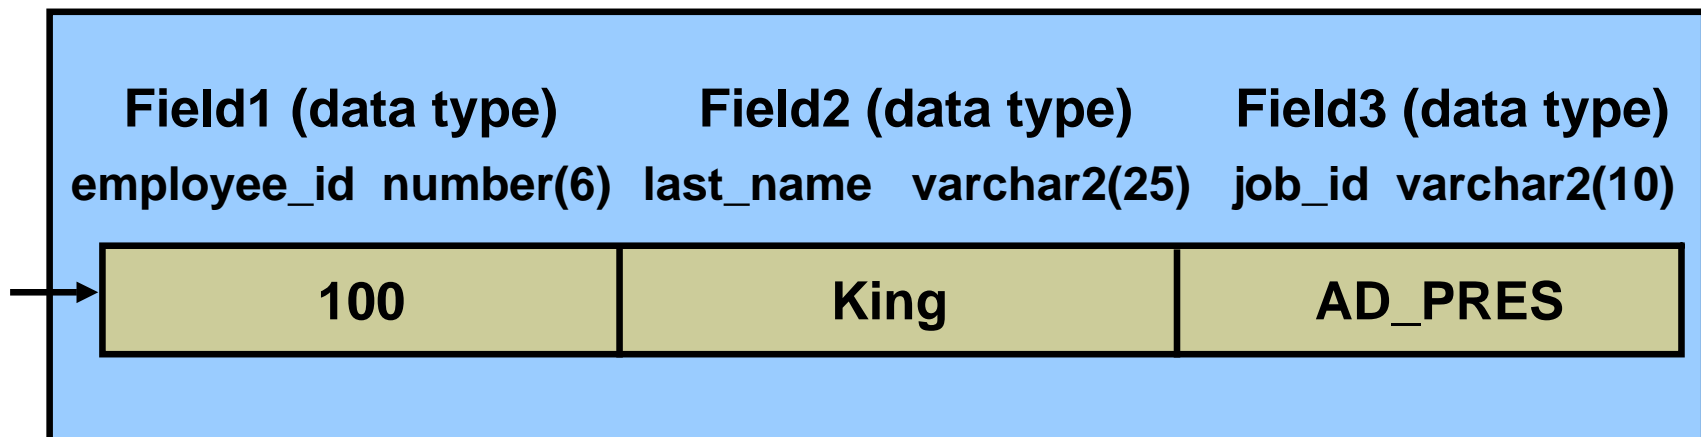 Field1 (data type) Field2 (data type) Field3 (data type)
employee_id number(6) last_name varchar2(25) job_id varchar2(10)
100 King AD_PRES